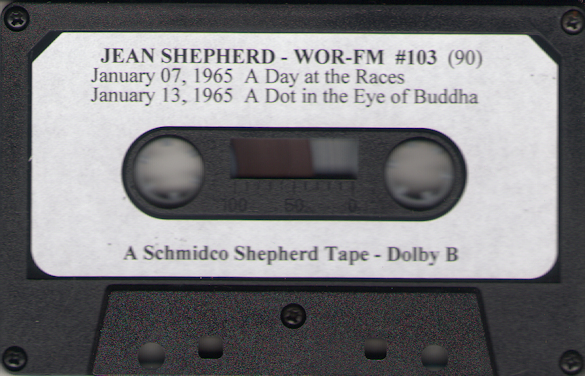 JEAN SHEPHERD - WOR-FM #103 (90)
January 07, 1965 A Day at the Races
January 13, 1965 A Dot in the Eye of Buddha
100 50 0
A Schmidco Shepherd Tape - Dolby B